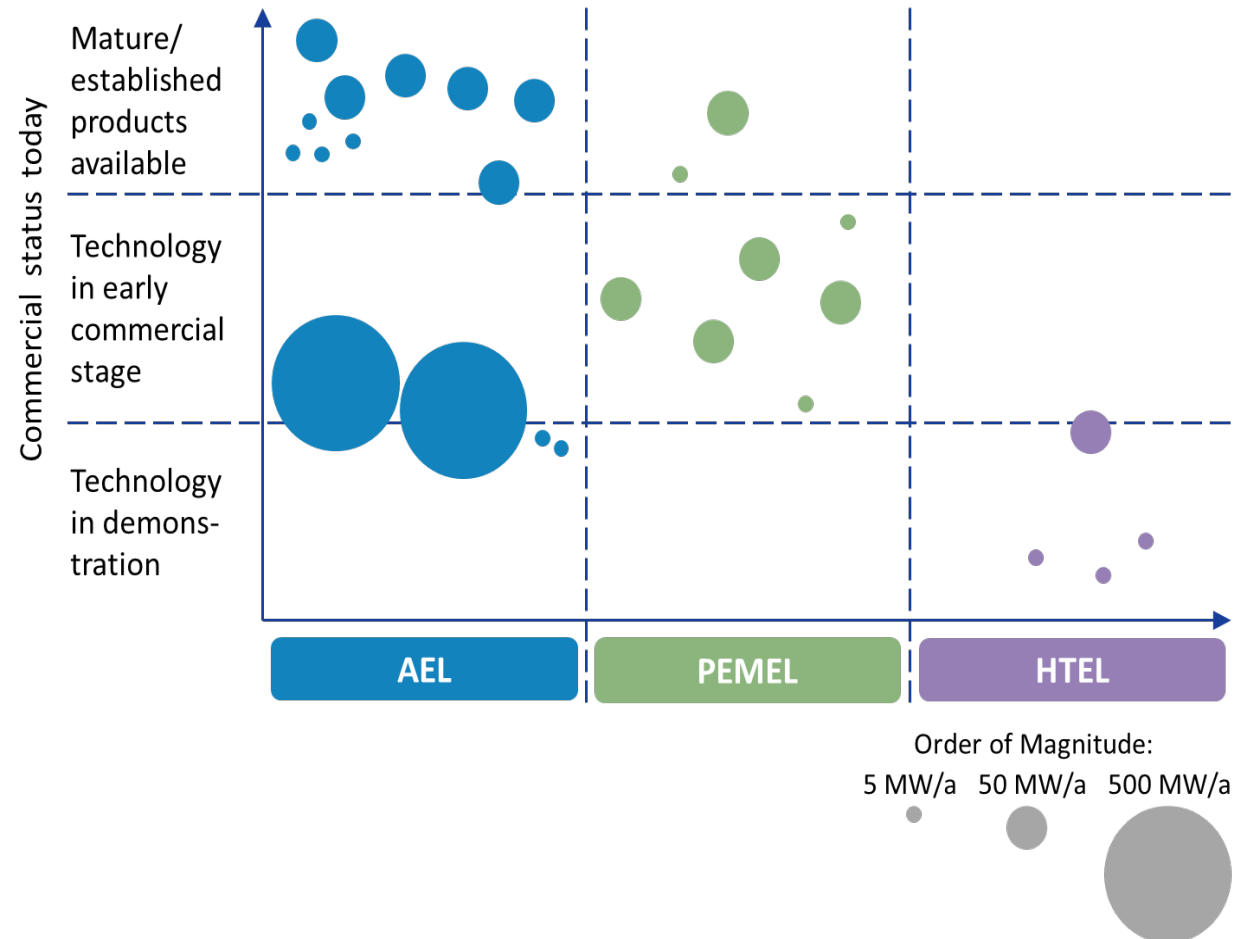 Commercial status today
Mature/
established
products
available
Technology
in early
commercial
stage
Technology
in demons-
tration
AEL
PEMEL
HTEL
Order of Magnitude:
5 MW/a 50 MW/a 500 MW/a